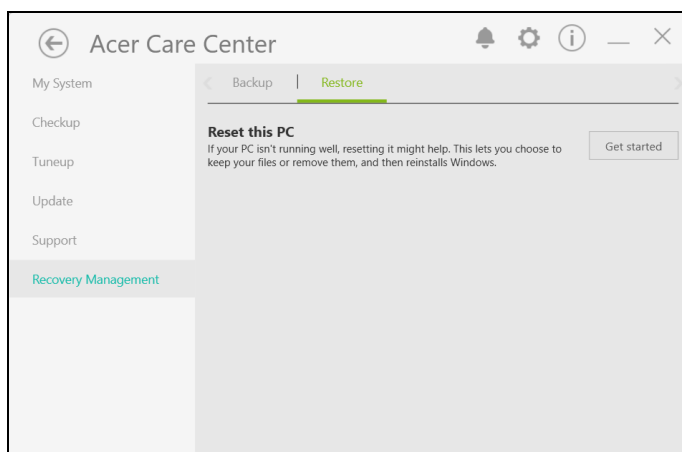 Acer Care Center
My System
Backup
Restore
Checkup
Reset this PC
If your PC isn't running well, resetting it might help. This lets you choose to
keep your files or remove them, and then reinstalls Windows.
Get started
Tuneup
Update
Support
Recovery Management